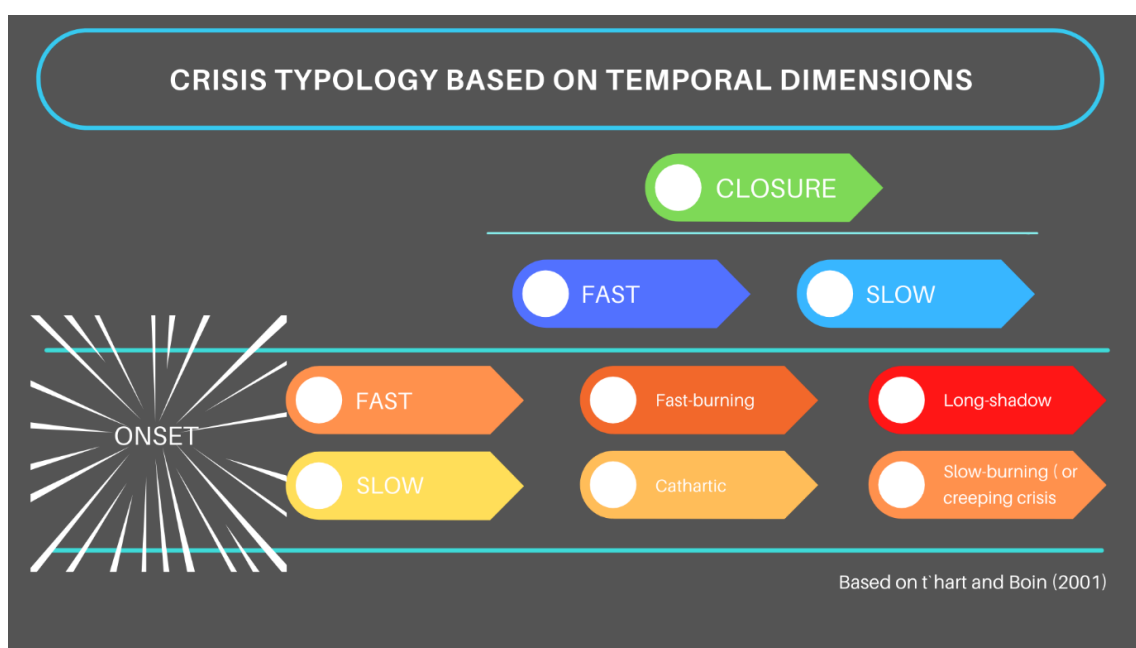 CRISIS TYPOLOGY BASED ON TEMPORAL DIMENSIONS
CLOSURE
FAST
SLOW
ONSET
FAST
Fast-burning
Long-shadow
SLOW
Cathartic
Slow-burning ( or
creeping crisis
Based on t`hart and Boin (2001)